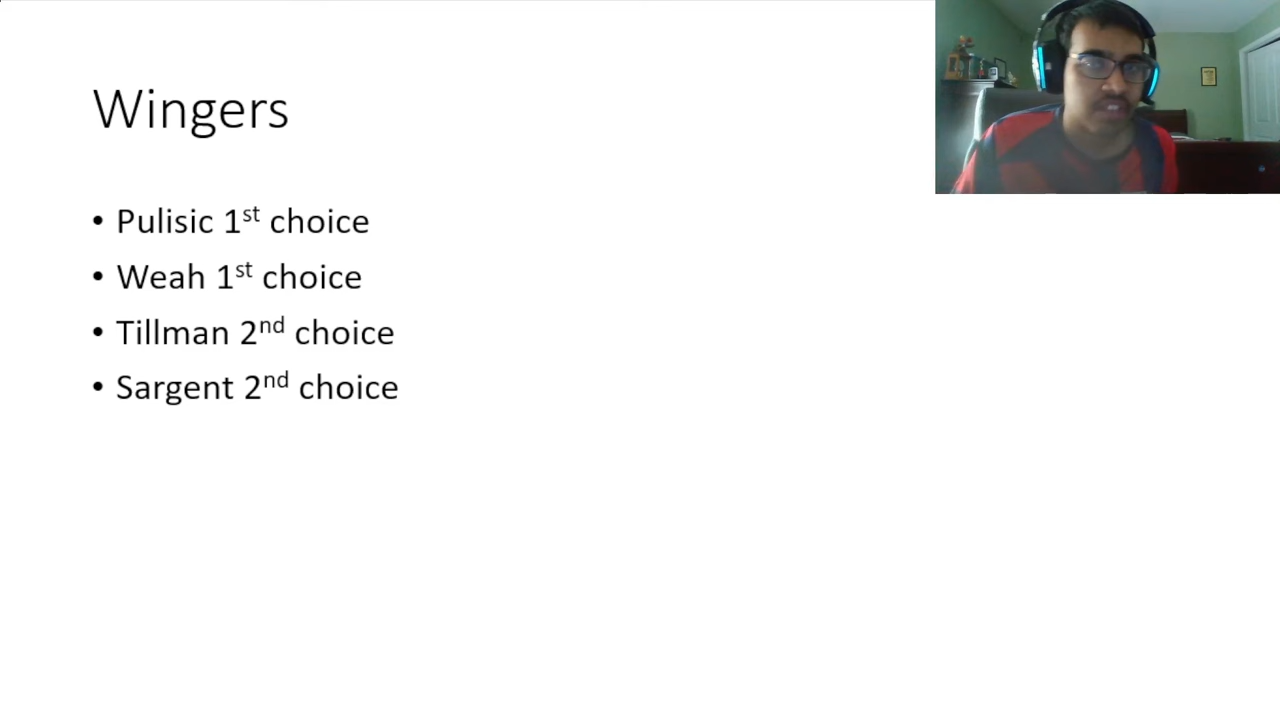 Wingers
• Pulisic 1st choice
• Weah 1st choice
• Tillman 2nd choice
• Sargent 2nd choice